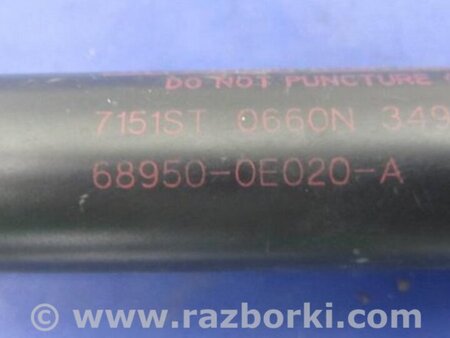 DO NOT PUNCTURE
7151ST 0660N 349
68950-0E020-A
© www.razborki.com